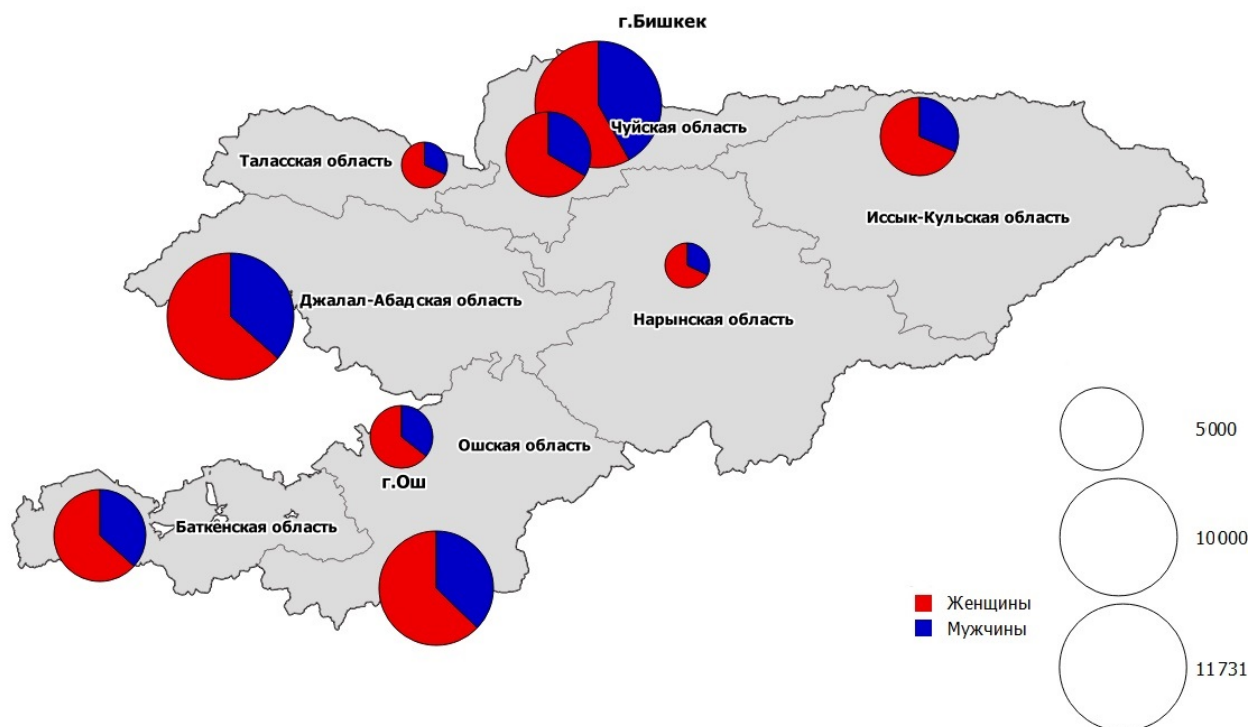 г.Бишкек
Чуйская область
Таласская область
Иссык-Кульская область
Джалал-Абадская область
Нарынская область
Ошская область
г.Ош
Баткенская область
5000
10000
11731
Женщины
Мужчины